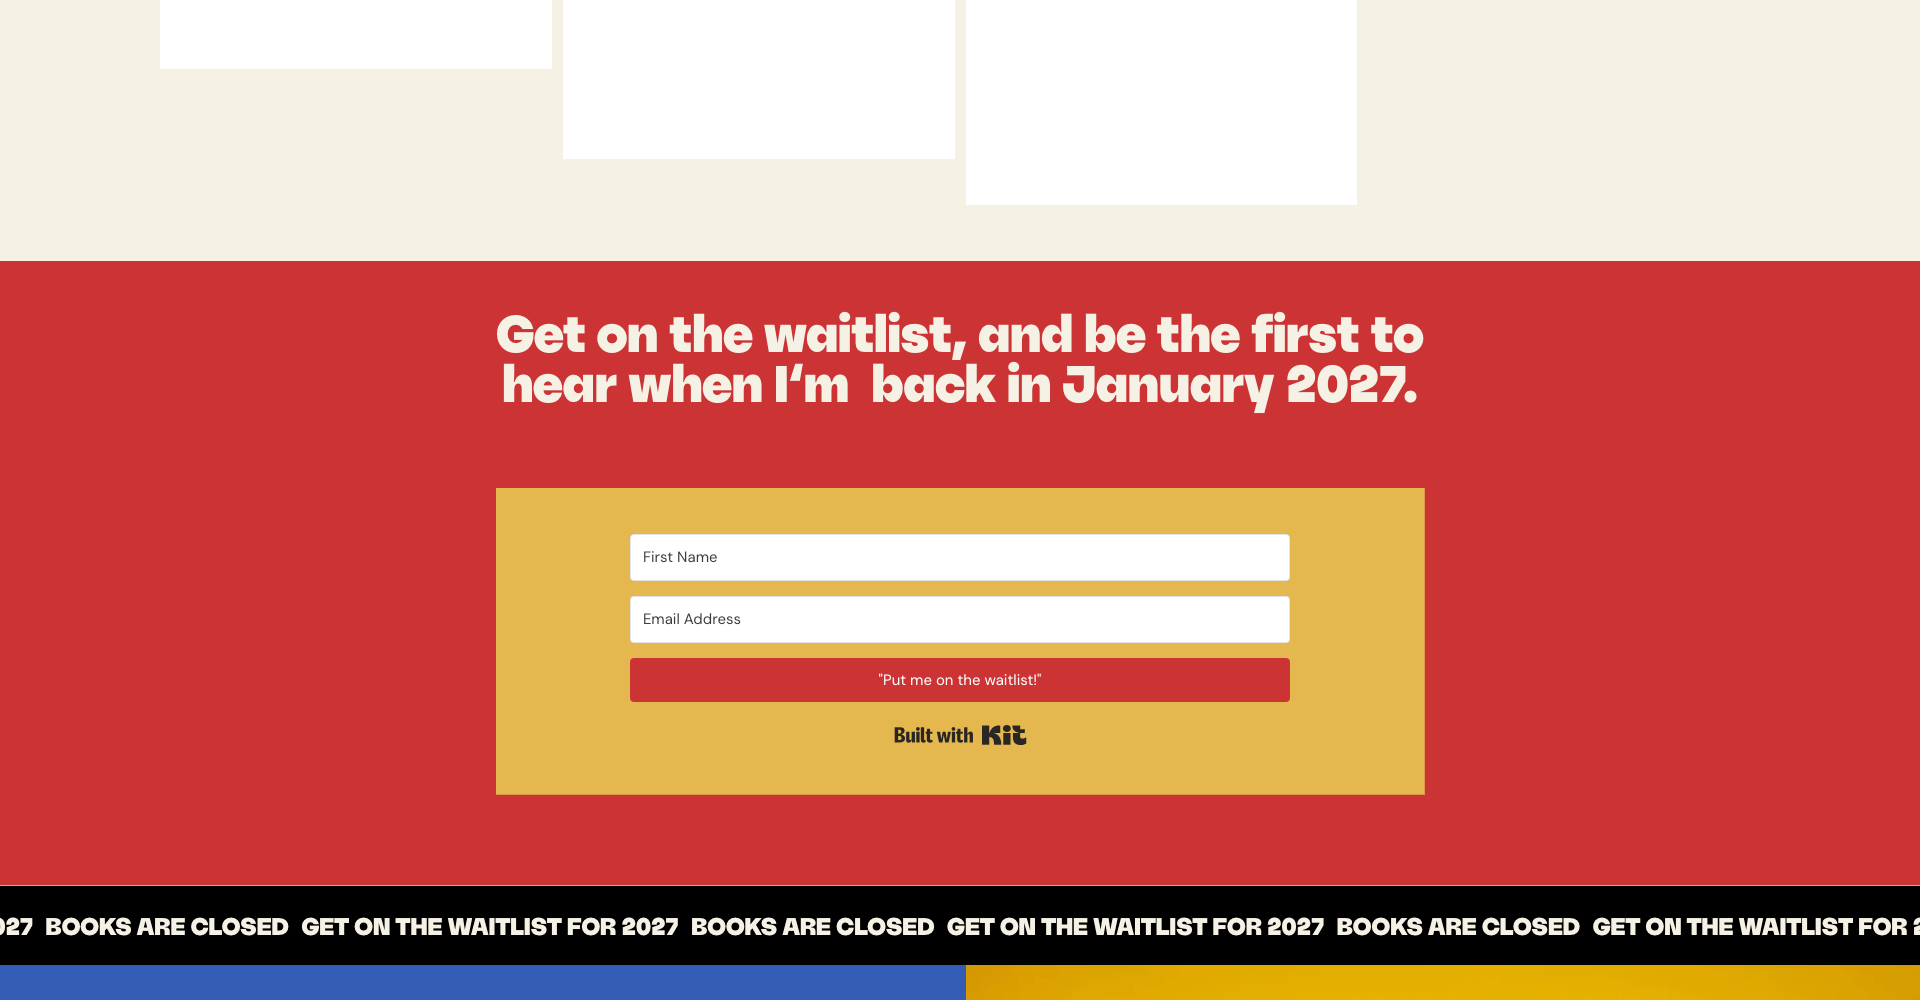 Get on the waitlist, and be the first to
hear when I‘m  back in January 2027.
First Name
Email Address
"Put me on the waitlist!"
Built with Kit
027 BOOKS ARE CLOSED GET ON THE WAITLIST FOR 2027 BOOKS ARE CLOSED GET ON THE WAITLIST FOR 2027 BOOKS ARE CLOSED GET ON THE WAITLIST FOR 2